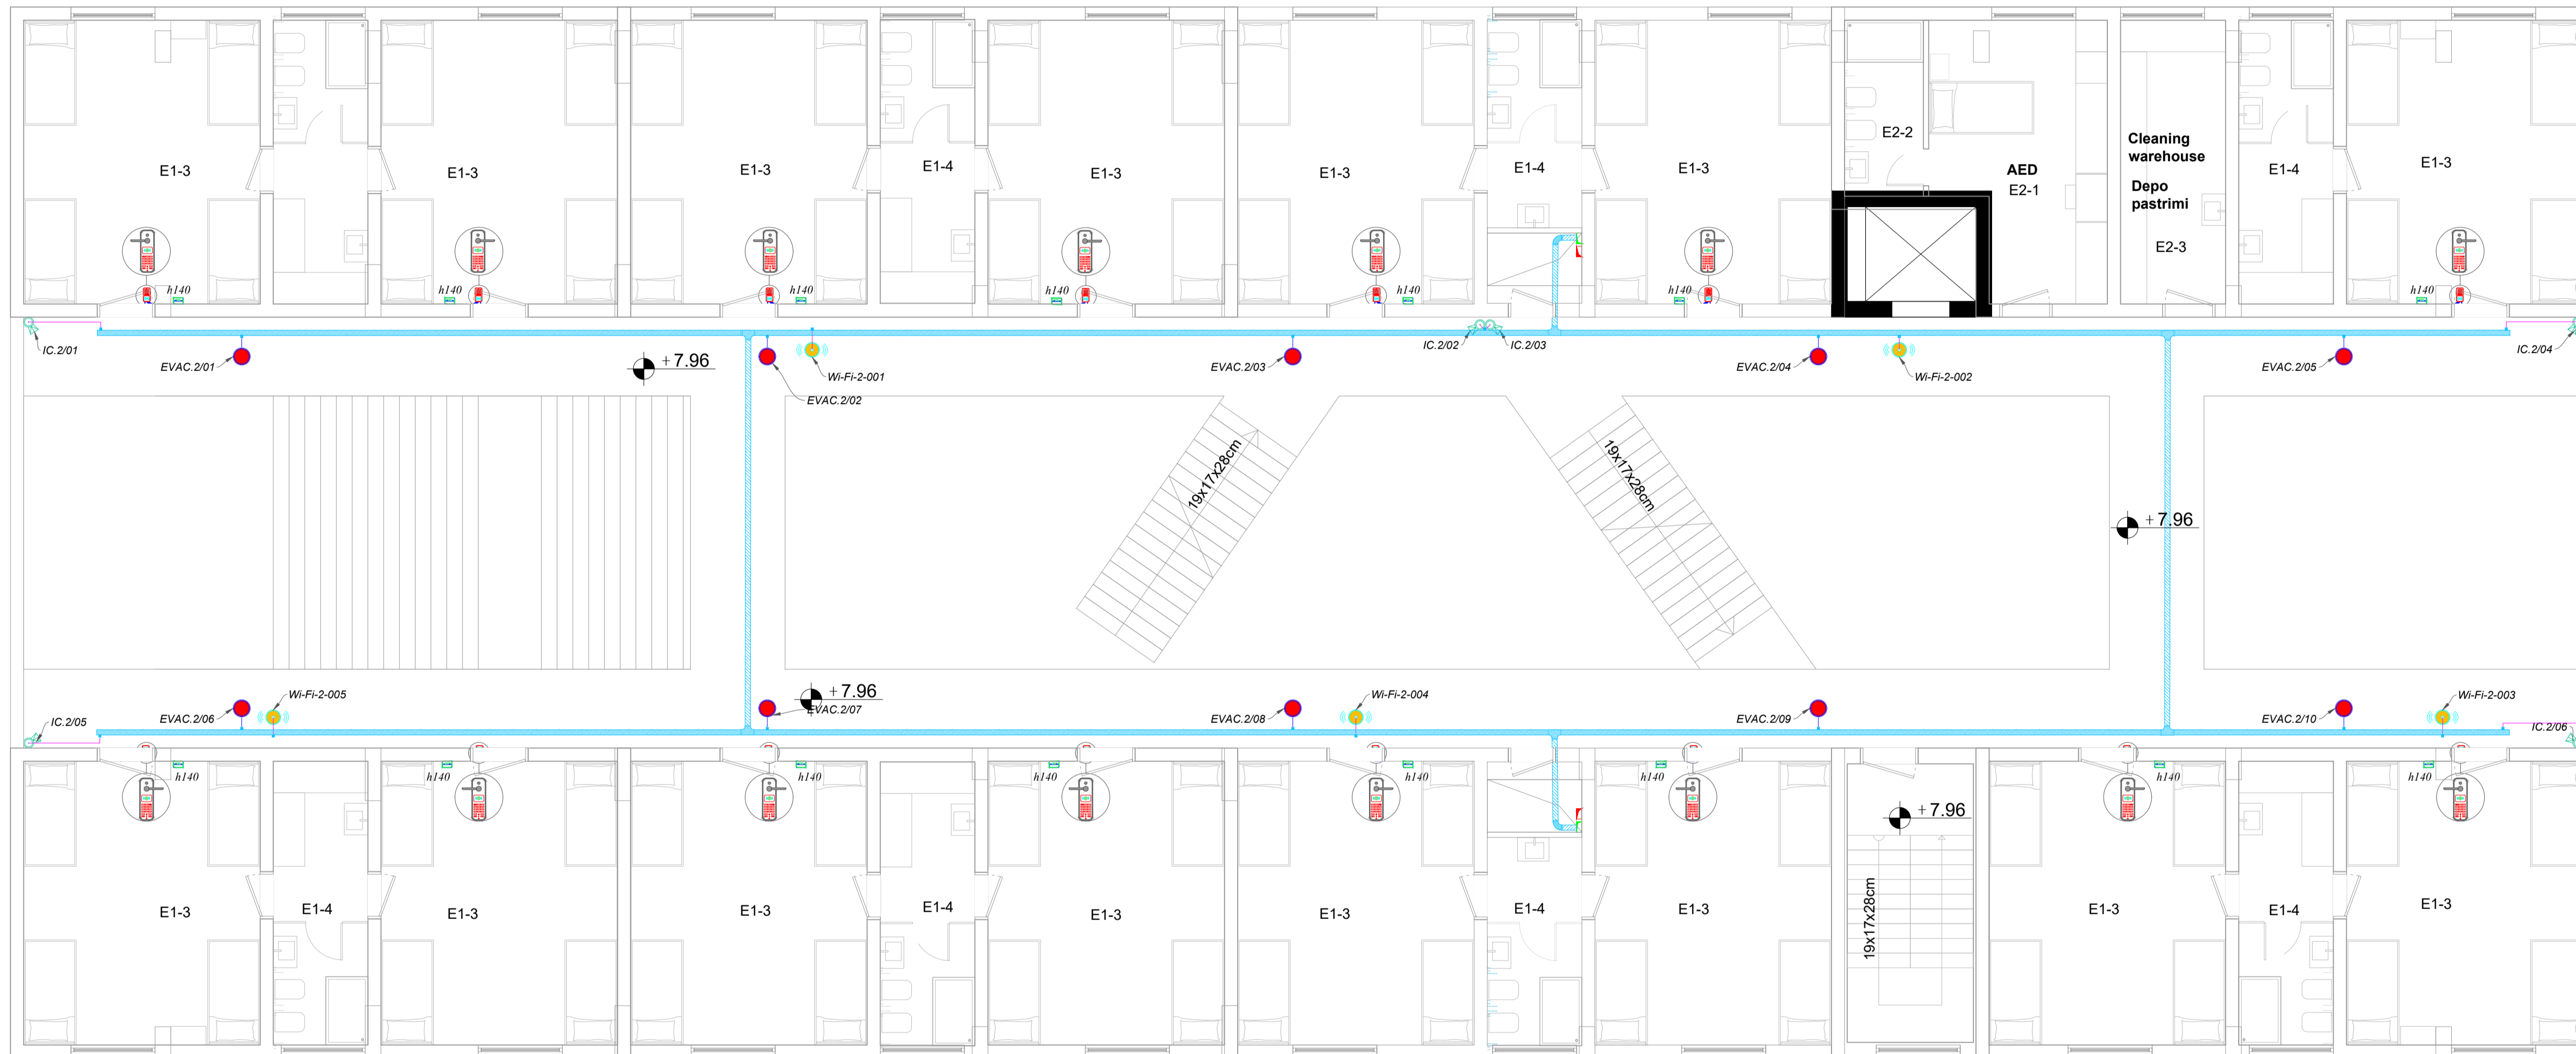 E1-3
E1-3
E1-3
E1-4
E1-3
E1-3
E1-4
E1-3
E2-2
AED
E2-1
Cleaning
warehouse
Depo
pastrimi
E2-3
E1-4
E1-3
h140
h140
h140
h140
h140
h140
h140
IC.2/01
EVAC.2/01
+7.96
EVAC.2/02
Wi-Fi-2-001
EVAC.2/03
IC.2/02
IC.2/03
EVAC.2/04
Wi-Fi-2-002
EVAC.2/05
IC.2/04
19x17x28cm
19x17x28cm
+7.96
IC.2/05
EVAC.2/06
Wi-Fi-2-005
+7.96
EVAC.2/07
EVAC.2/08
Wi-Fi-2-004
EVAC.2/09
EVAC.2/10
Wi-Fi-2-003
IC.2/06
h140
h140
h140
h140
h140
h140
h140
h140
+7.96
19x17x28cm
E1-3
E1-4
E1-3
E1-3
E1-4
E1-3
E1-3
E1-4
E1-3
E1-3
E1-4
E1-3